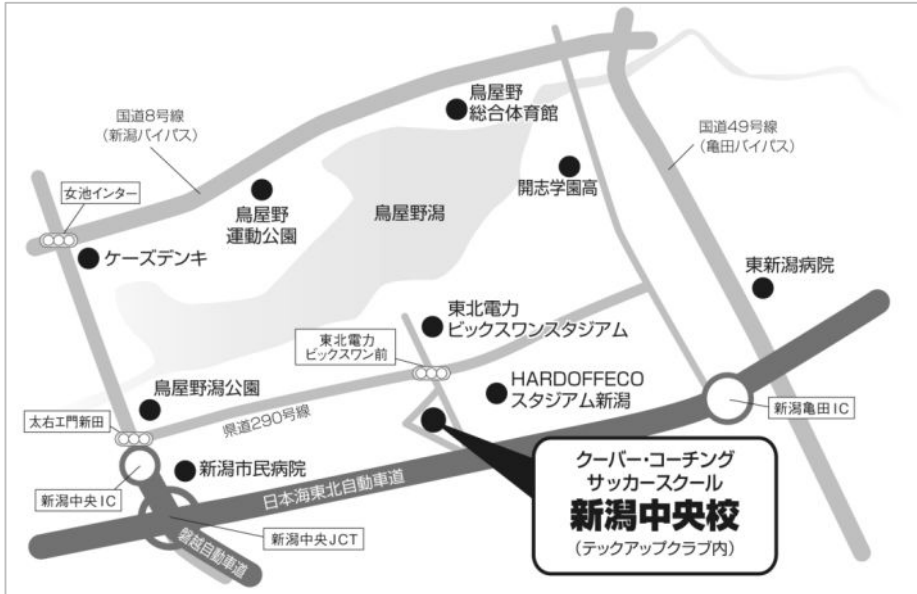 鳥屋野
総合体育館
国道8号線
(新潟バイパス)
国道49号線
(亀田バイパス)
女池インター
鳥屋野
運動公園
鳥屋野潟
開志学園高
ケーズデンキ
東新潟病院
東北電力
ビックスワンスタジアム
東北電力
ビックスワン前
鳥屋野潟公園
HARDOFFECO
スタジアム新潟
県道290号線
太右エ門新田
新潟亀田IC
新潟市民病院
新潟中央IC
日本海東北自動車道
新潟中央JCT
磐越自動車道
クーバー・コーチング
サッカースクール
新潟中央校
(テックアップクラブ内)